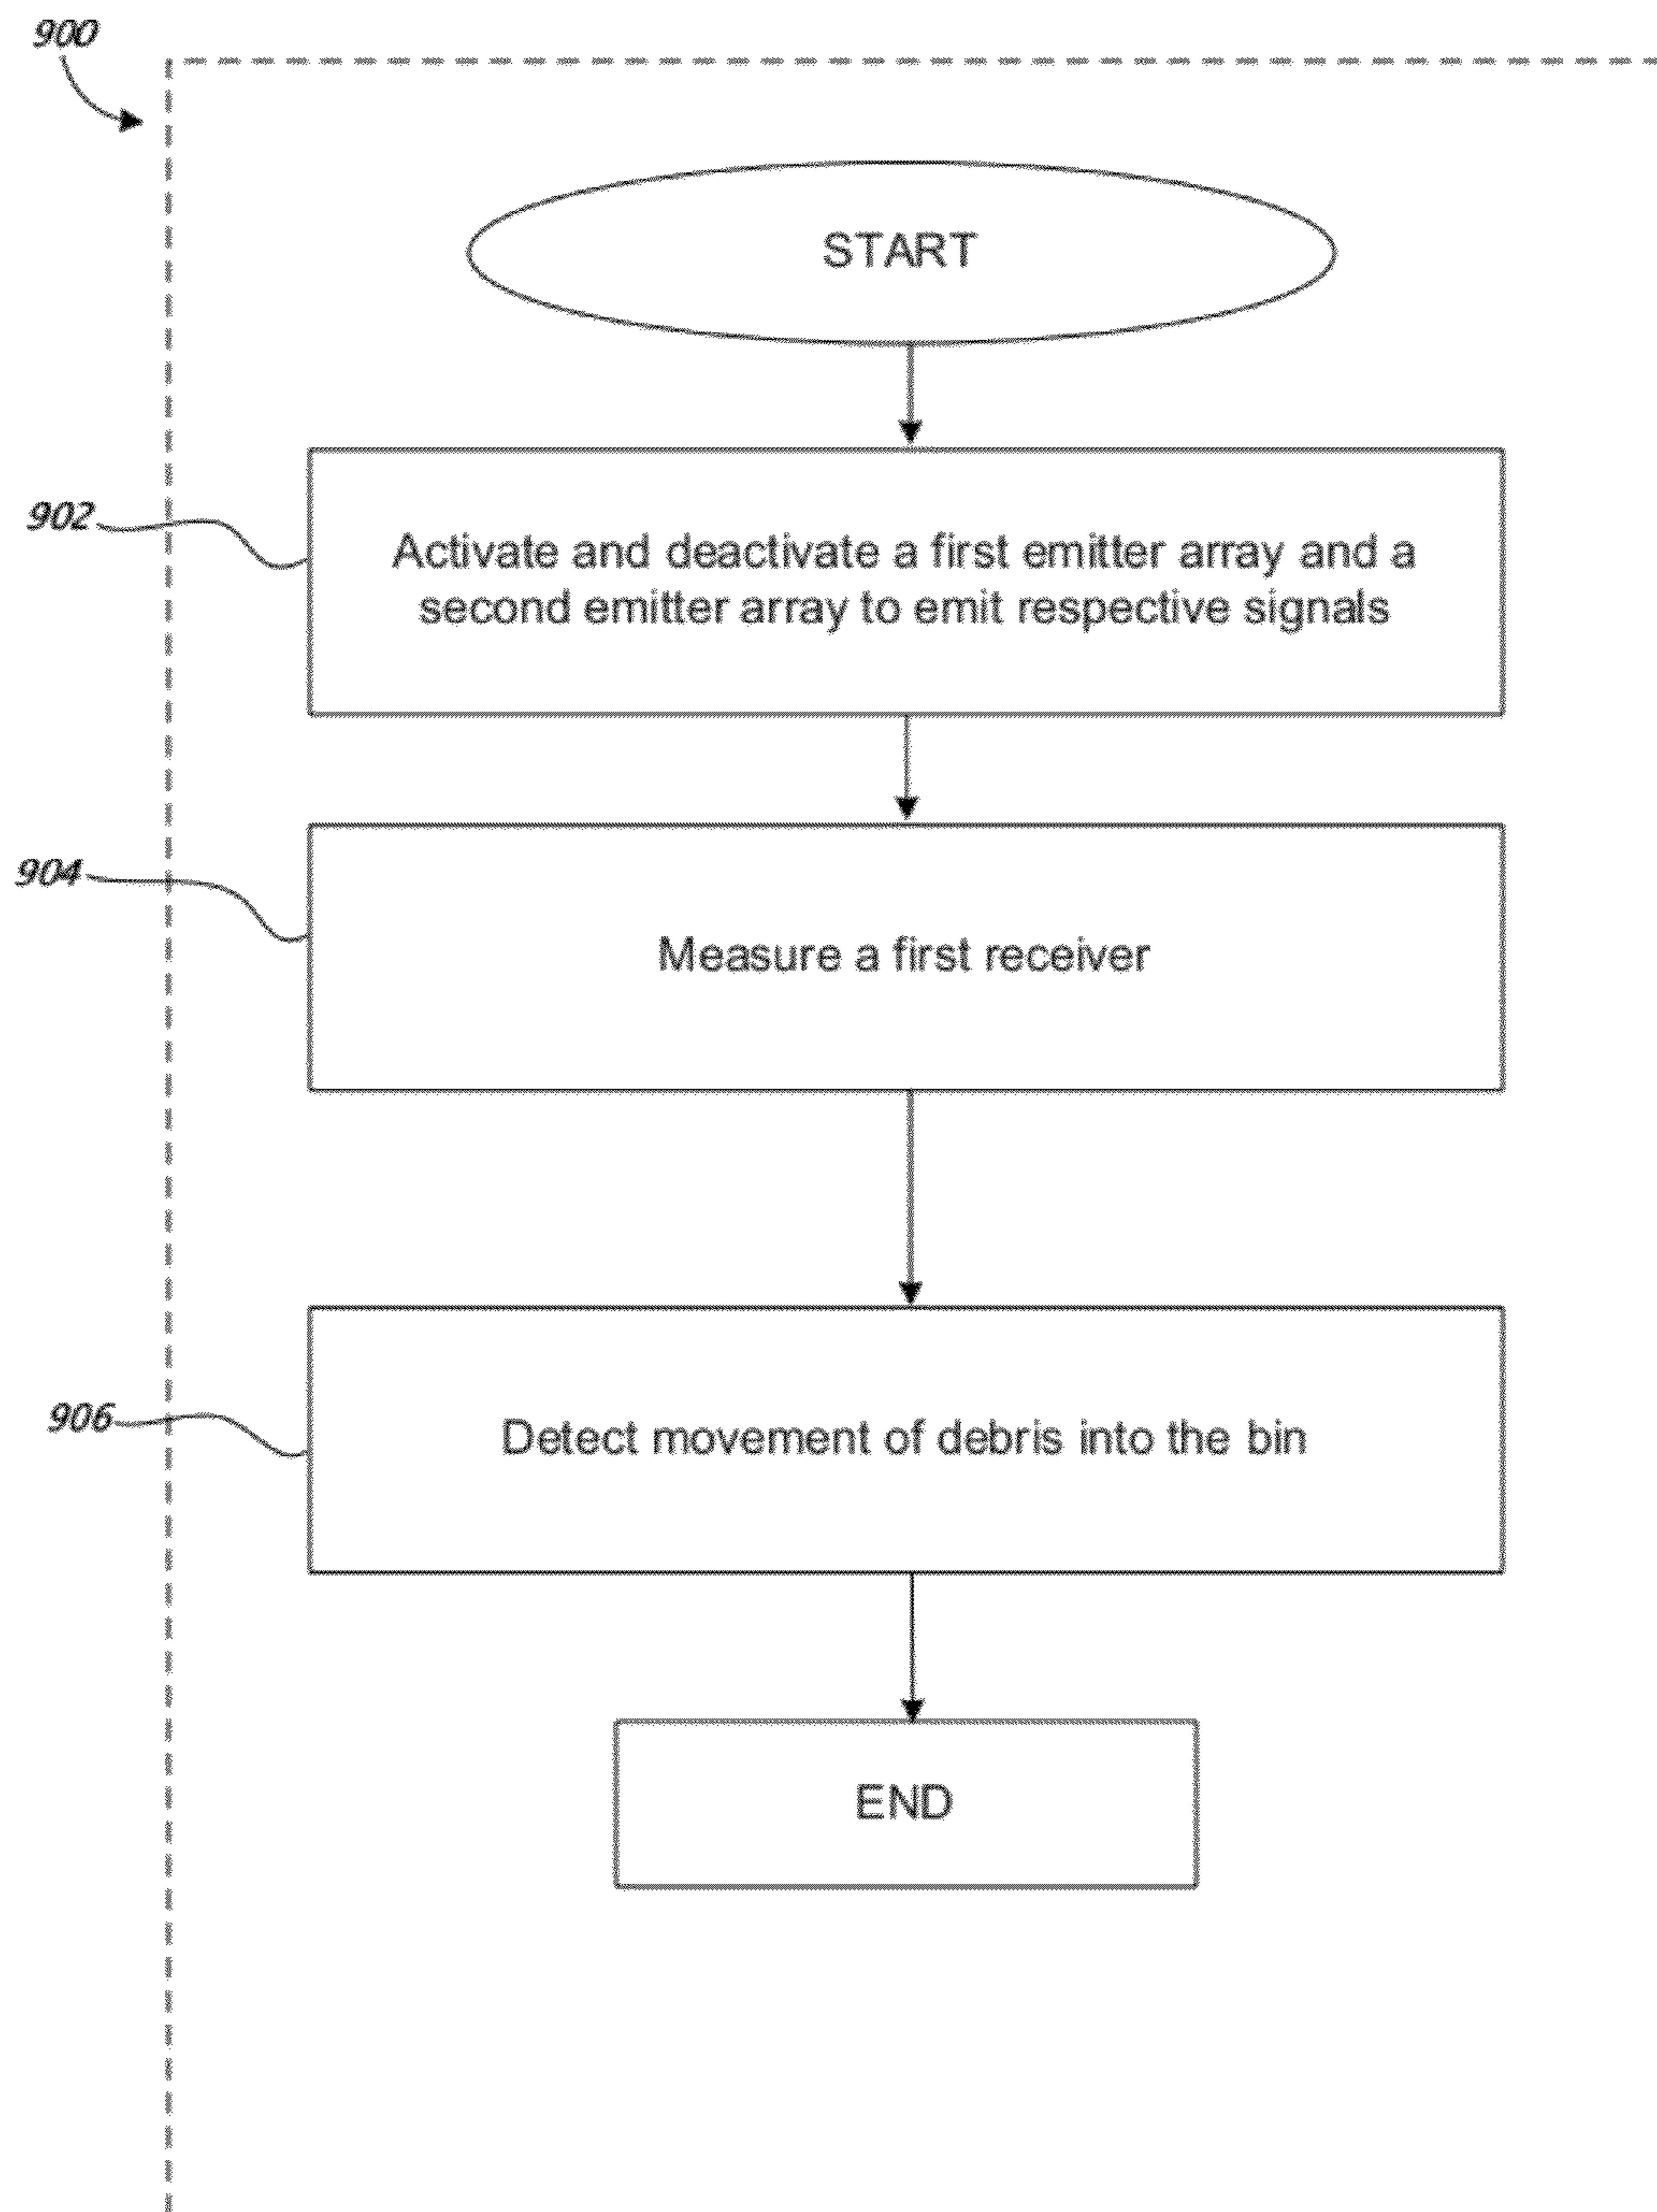 900
START
902
Activate and deactivate a first emitter array and a
second emitter array to emit respective signals
904
Measure a first receiver
906
Detect movement of debris into the bin
END